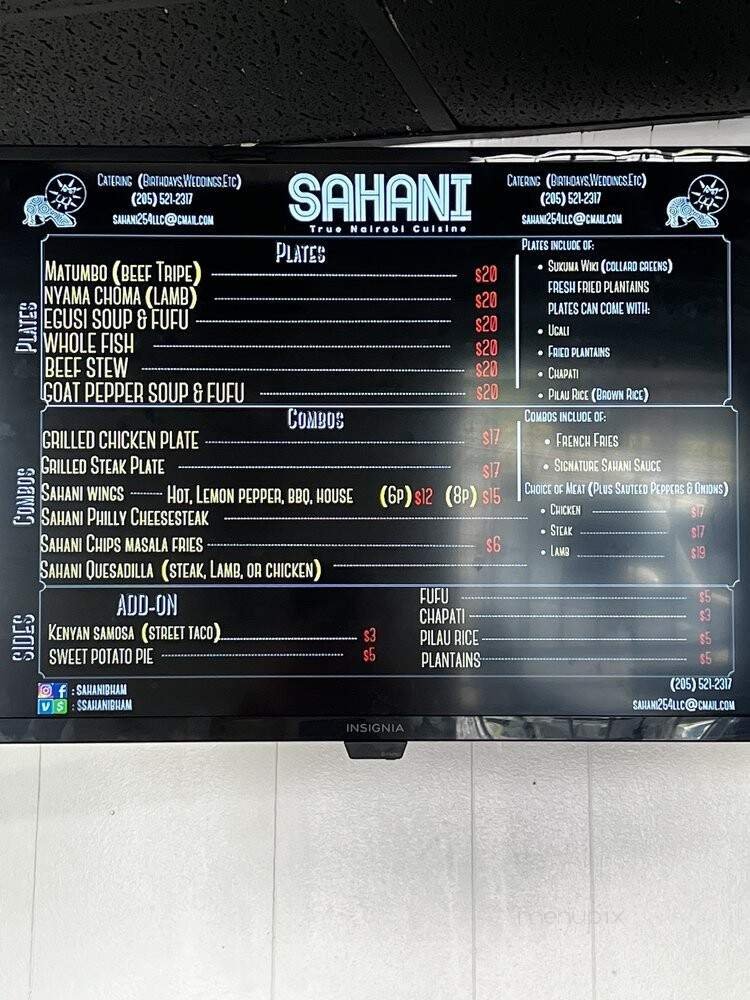 CATERING (BIRTHDAYS,WEDDINGS,ETC)
(205) 521-2317
SAHANI254LLC@GMAIL.COM
SAHANI
True Nairobi Cuisine
CATERING (BIRTHDAYS,WEDDINGS,ETC)
(205) 521-2317
SAHANI254LLC@GMAIL.COM
PLATES
PLATES
MATUMBO (BEEF TRIPE) $20
NYAMA CHOMA (LAMB) $20
EGUSI SOUP & FUFU $20
WHOLE FISH $20
BEEF STEW $20
GOAT PEPPER SOUP & FUFU $20
PLATES INCLUDE OF:
• SUKUMA WIKI (COLLARD GREENS)
FRESH FRIED PLANTAINS
PLATES CAN COME WITH:
• UGALI
• FRIED PLANTAINS
• CHAPATI
• PILAU RICE (BROWN RICE)
COMBOS
COMBOS
GRILLED CHICKEN PLATE $17
GRILLED STEAK PLATE $17
SAHANI WINGS HOT, LEMON PEPPER, BBQ, HOUSE (6P) $12 (8P) $15
SAHANI PHILLY CHEESESTEAK
SAHANI CHIPS MASALA FRIES $6
SAHANI QUESADILLA (STEAK, LAMB, OR CHICKEN)
COMBOS INCLUDE OF:
• FRENCH FRIES
• SIGNATURE SAHANI SAUCE
CHOICE OF MEAT (PLUS SAUTEED PEPPERS & ONIONS)
• CHICKEN $17
• STEAK $17
• LAMB $19
SIDES
ADD-ON
KENYAN SAMOSA (STREET TACO) $3
SWEET POTATO PIE $5
FUFU $5
CHAPATI $3
PILAU RICE $5
PLANTAINS $5
: SAHANIBHAM
: $SAHANIBHAM
(205) 521-2317
SAHANI254LLC@GMAIL.COM
INSIGNIA
menupix